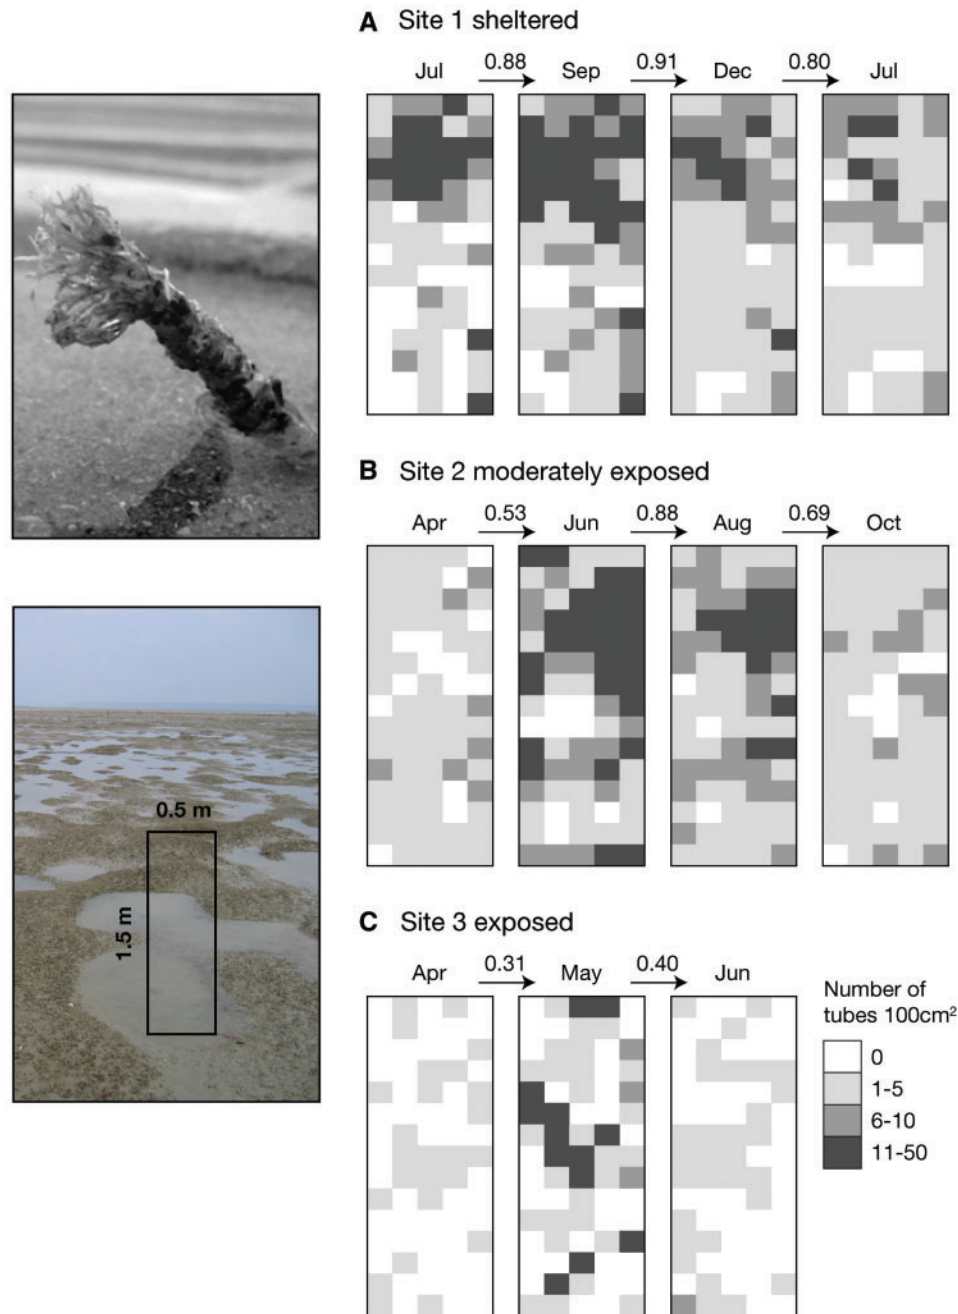 A Site 1 sheltered
Jul 0.88 Sep 0.91 Dec 0.80 Jul
B Site 2 moderately exposed
Apr 0.53 Jun 0.88 Aug 0.69 Oct
0.5 m
1.5 m
C Site 3 exposed
Apr 0.31 May 0.40 Jun
Number of
tubes 100cm²
0
1-5
6-10
11-50